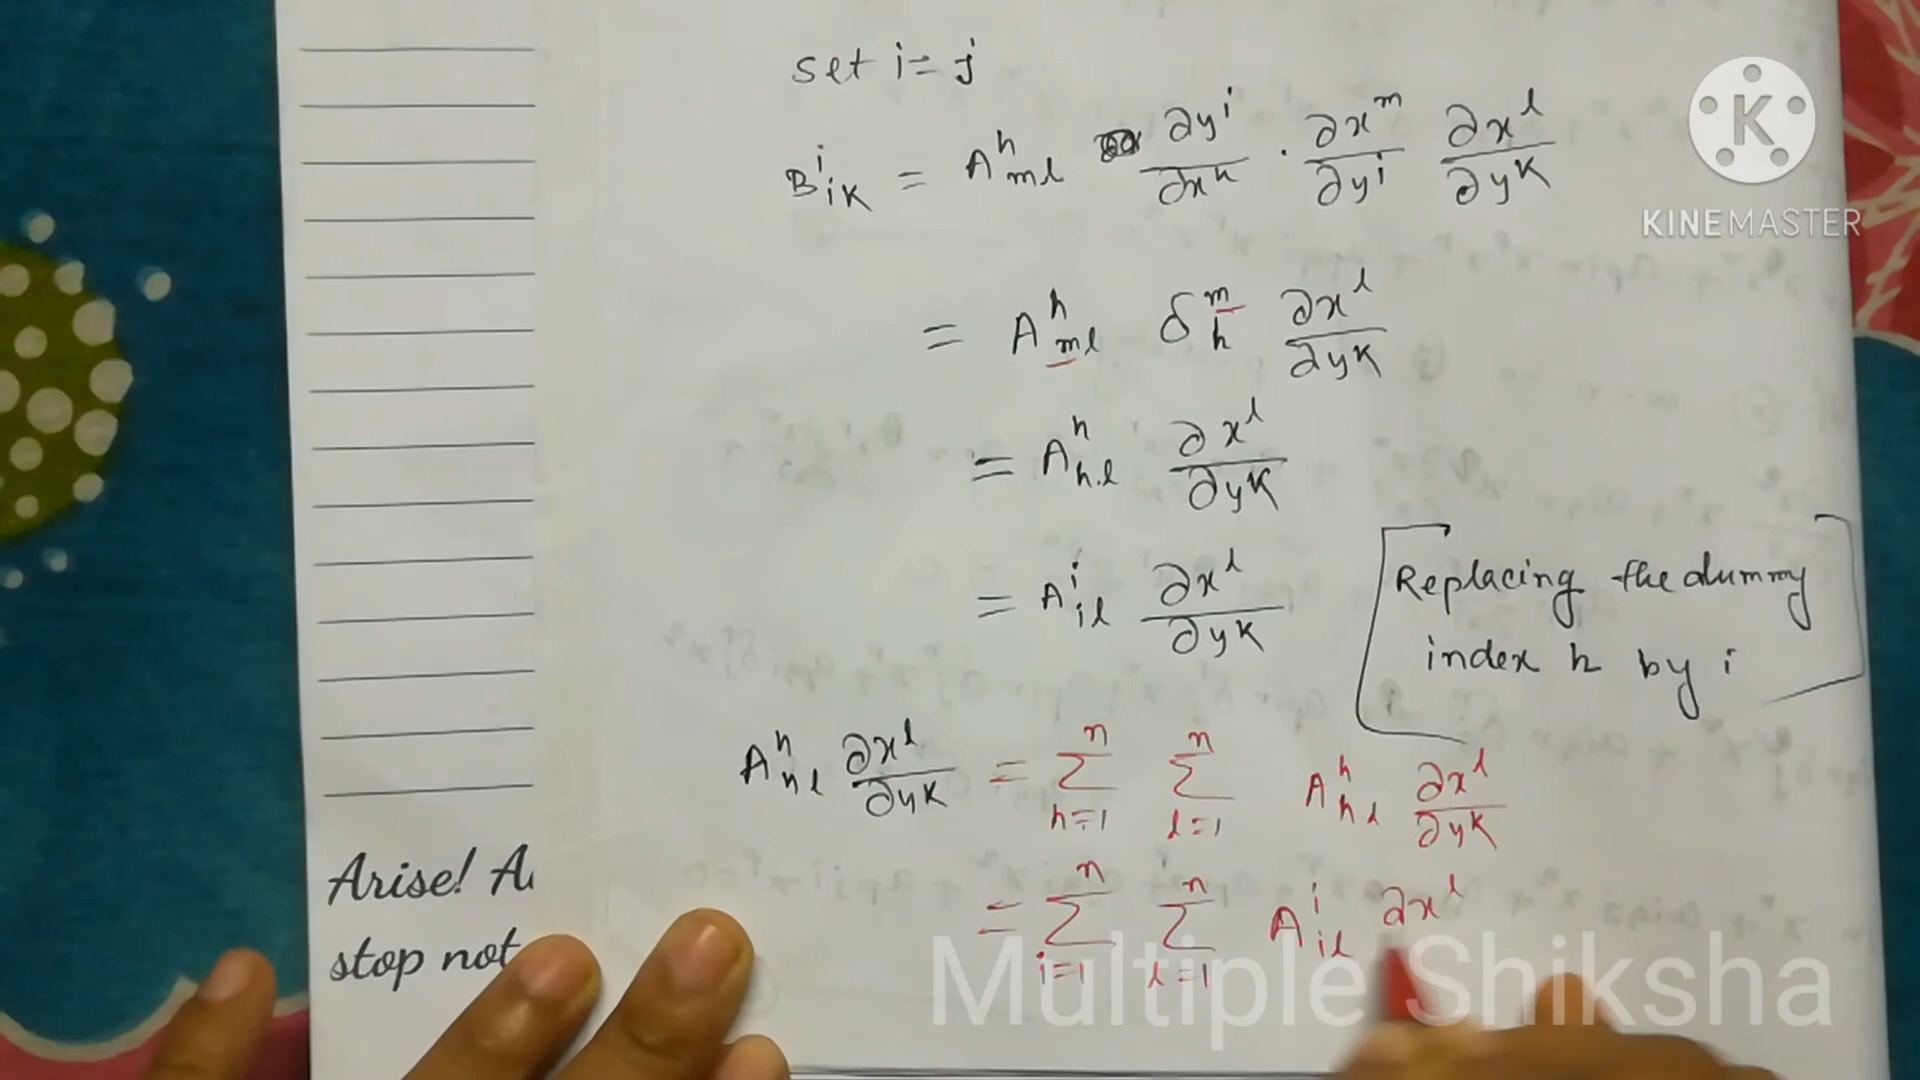 set i = j
B^i_{ik} = A^h_{ml} ∂y^i/∂x^h · ∂x^m/∂y^i ∂x^l/∂y^k
= A^h_{ml} δ^m_h ∂x^l/∂y^k
= A^h_{h.l} ∂x^l/∂y^k
= A^i_{il} ∂x^l/∂y^k
[Replacing the dummy
index h by i]
A^h_{hl} ∂x^l/∂y^k = Σ_{h=1}^n Σ_{l=1}^n A^h_{hl} ∂x^l/∂y^k
= Σ_{i=1}^n Σ_{l=1}^n A^i_{il} ∂x^l
Arise!
stop not
K
KINEMASTER
Multiple Shiksha